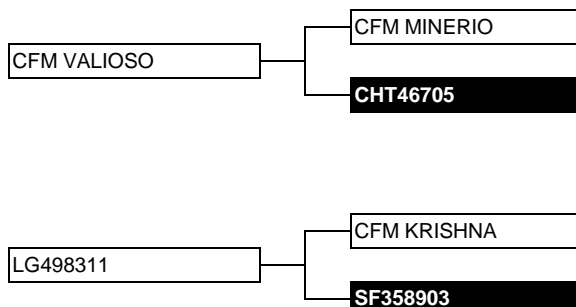 CFM MINERIO
CFM VALIOSO
CHT46705
CFM KRISHNA
LG498311
SF358903